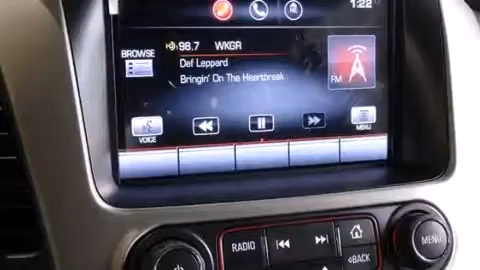 1:22
BROWSE
98.7 WKGR
Def Leppard
Bringin' On The Heartbreak
FM
VOICE
MENU
RADIO
BACK
MENU